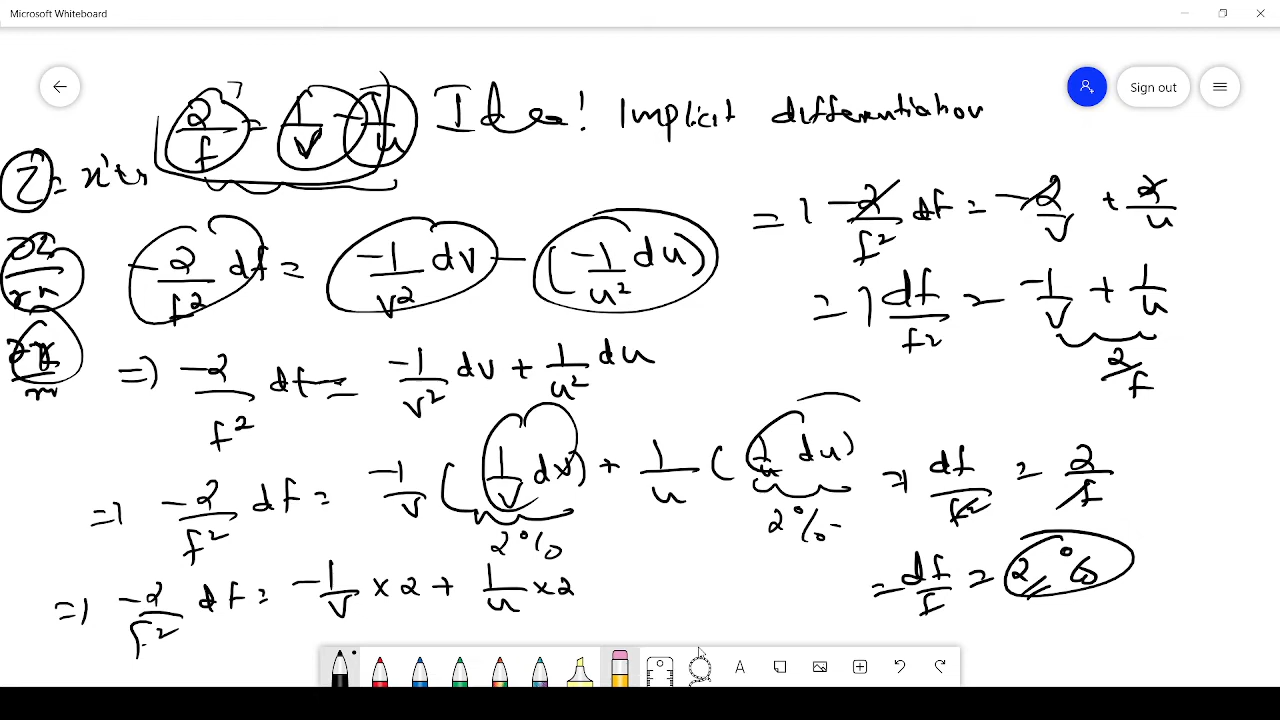 Microsoft Whiteboard
Sign out
2/f = 1/v - 1/u Idea! Implicit differentiation
-2/f² df = -1/v² dv - (-1/u² du)
=) -2/f² df = -1/v² dv + 1/u² du
=) -2/f² df = -1/v (1/v dv) + 1/u (1/u du)
2% 2%
=) -2/f² df = -1/v × 2 + 1/u × 2
=) -2/f² df = -2/v + 2/u
=) df/f² = -1/v + 1/u
2/f
= df/f² = 2/f
= df/f = 2%
A